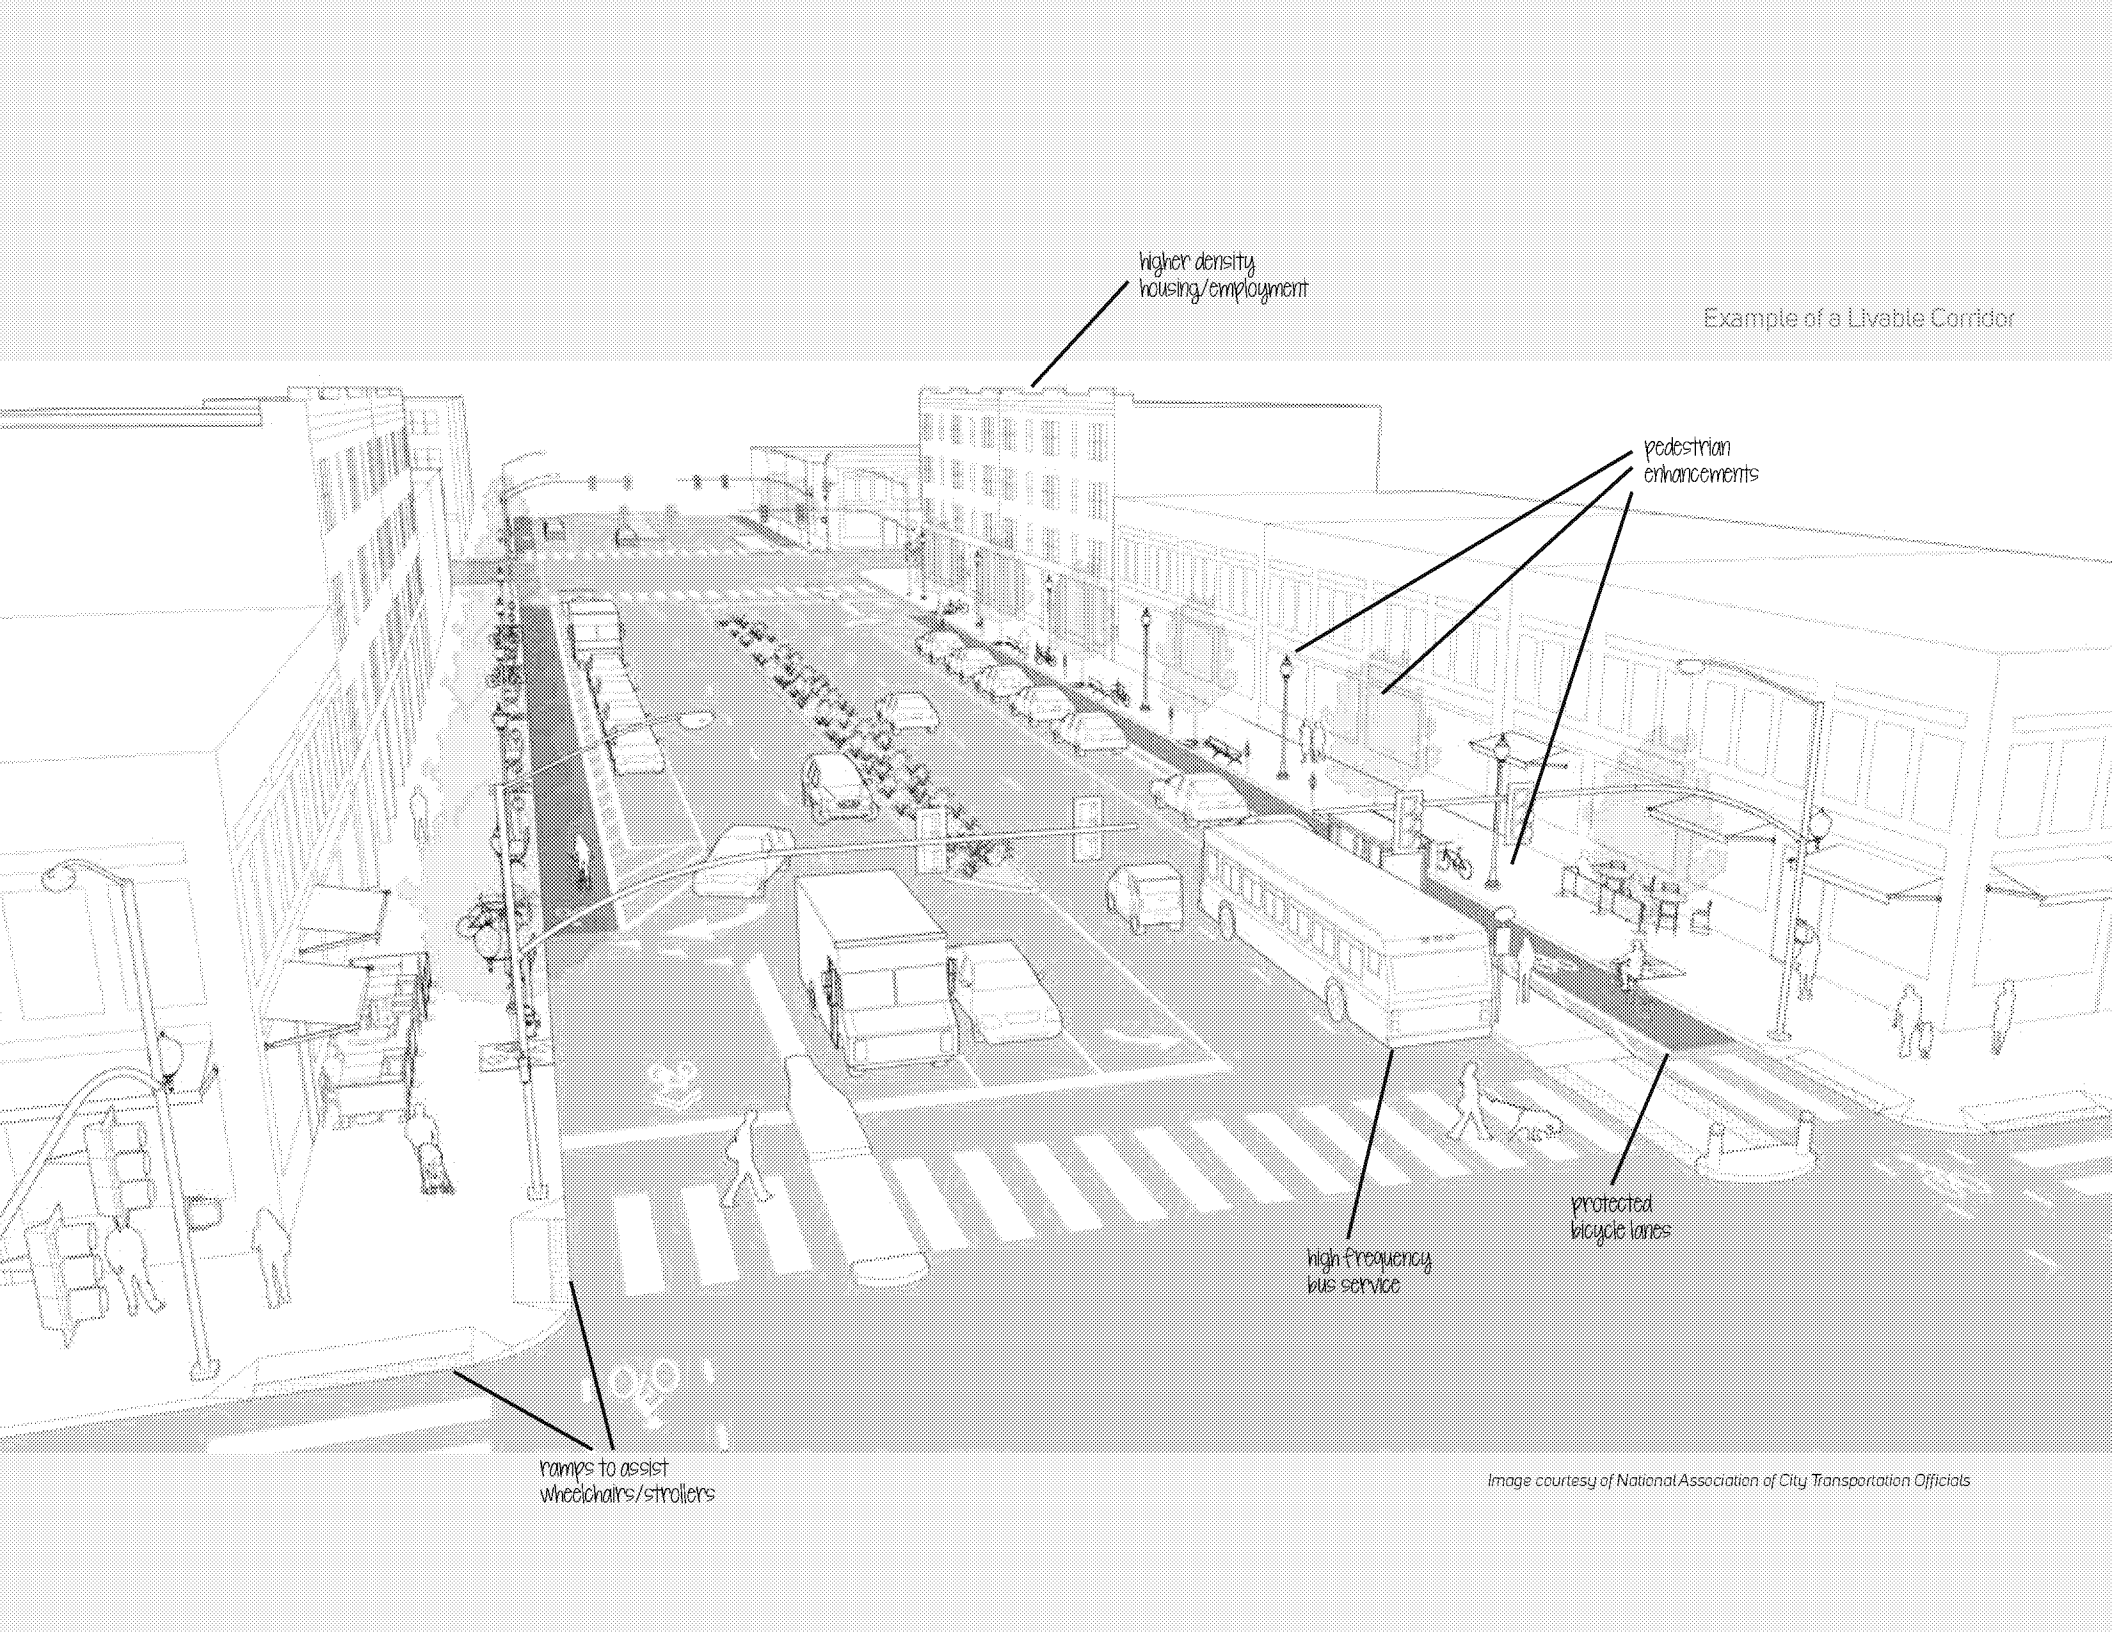 higher density
housing/employment
Example of a Livable Corridor
pedestrian
enhancements
protected
bicycle lanes
high frequency
bus service
ramps to assist
wheelchairs/strollers
Image courtesy of National Association of City Transportation Officials